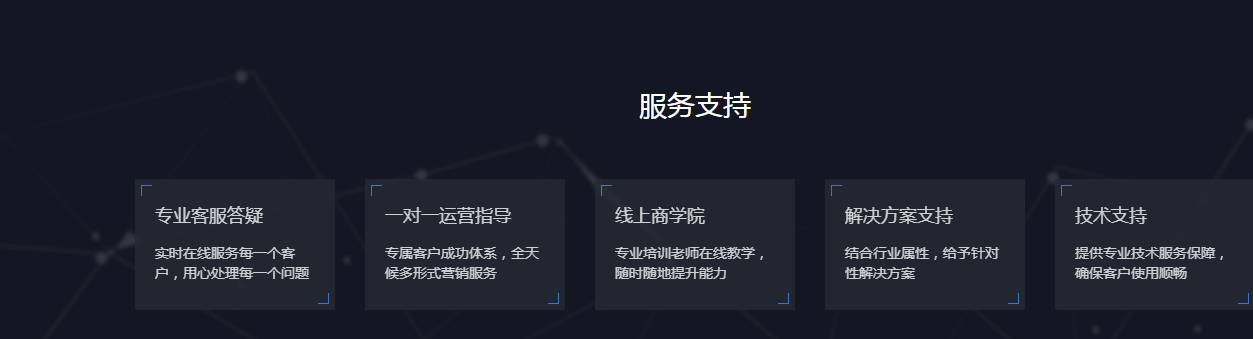 服务支持
专业客服答疑
实时在线服务每一个客
户，用心处理每一个问题
一对一运营指导
专属客户成功体系，全天
候多形式营销服务
线上商学院
专业培训老师在线教学，
随时随地提升能力
解决方案支持
结合行业属性，给予针对
性解决方案
技术支持
提供专业技术服务保障，
确保客户使用顺畅